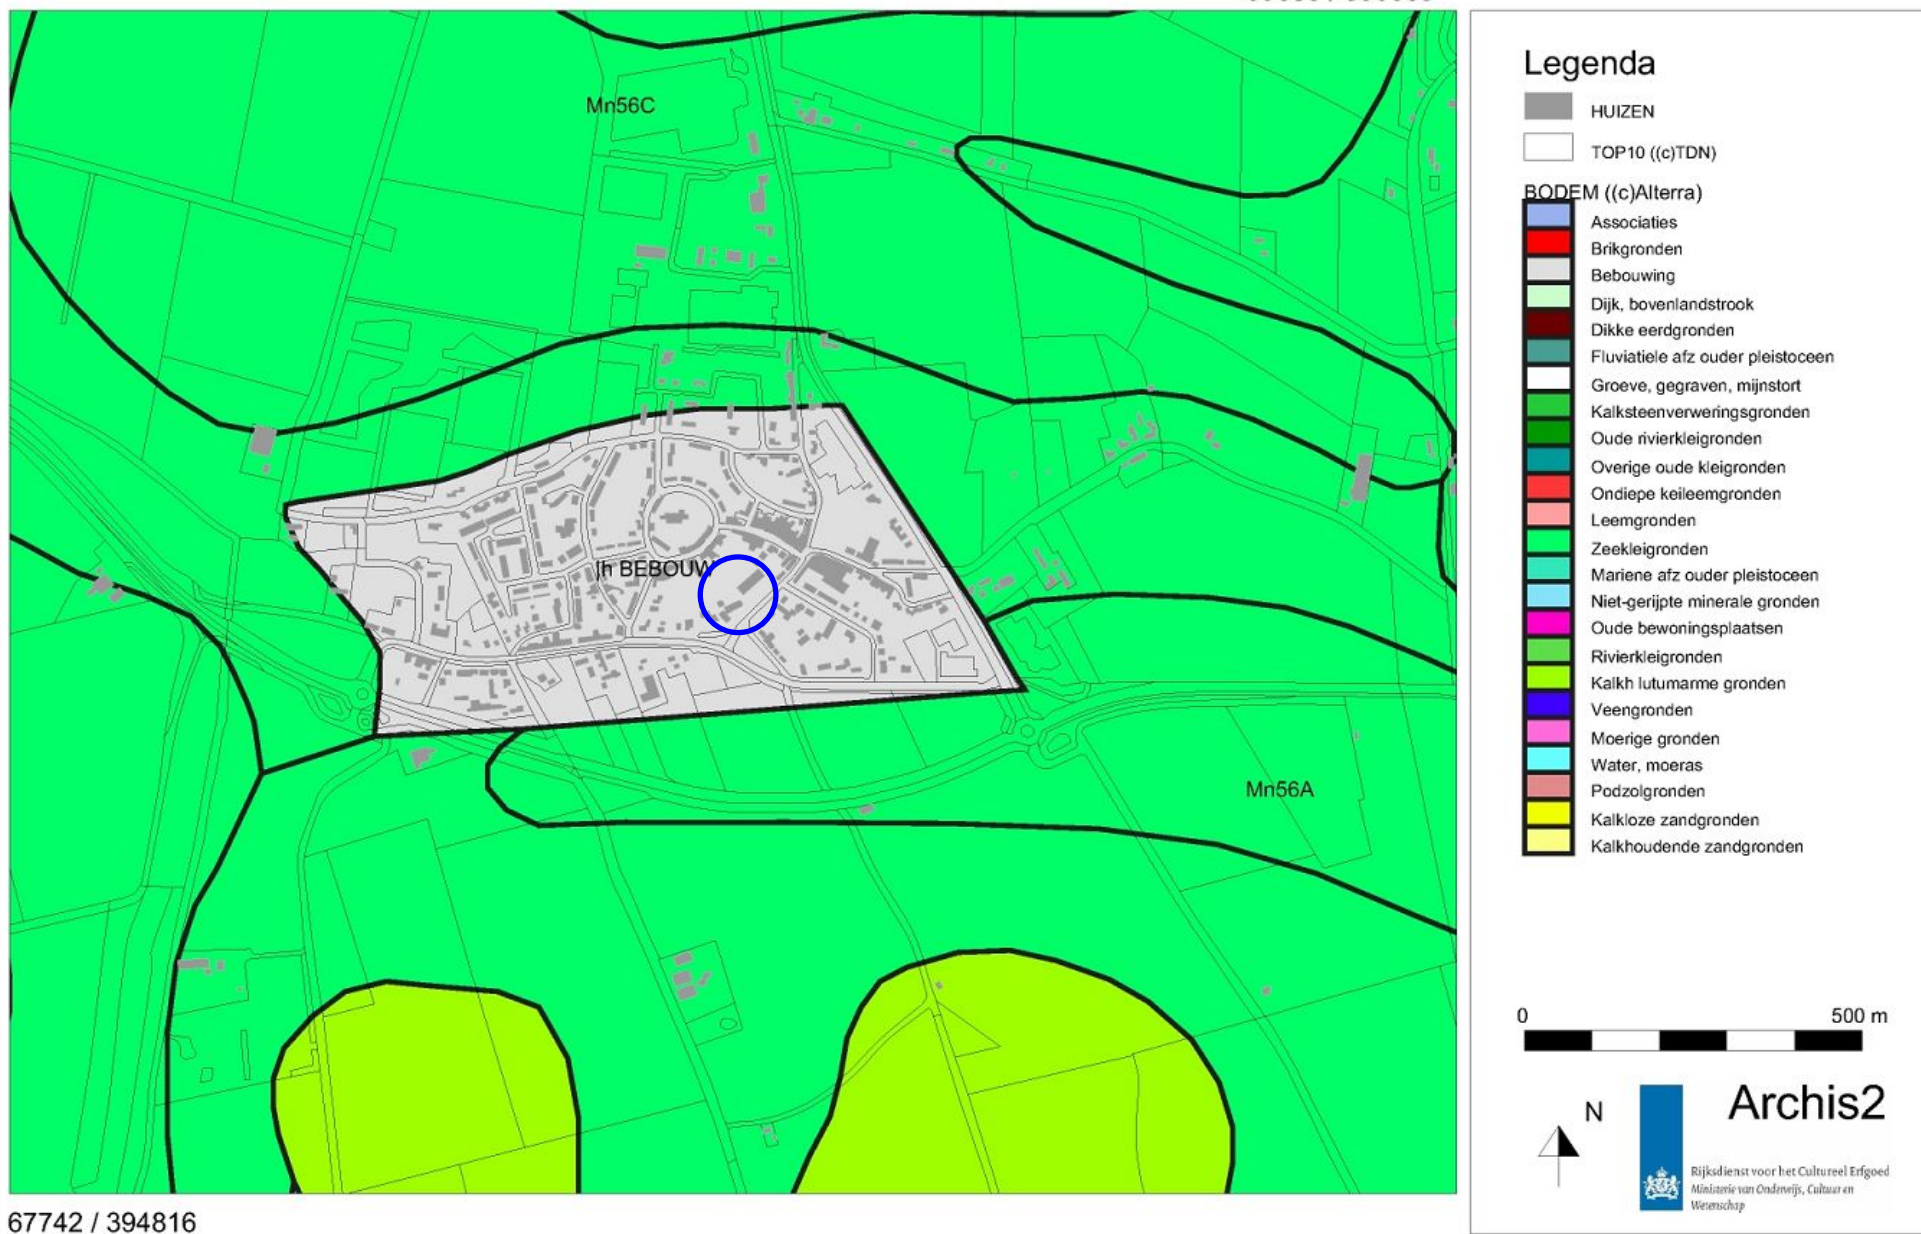 Mn56C
|h BEBOUW
Mn56A
67742 / 394816
Legenda
HUIZEN
TOP10 ((c)TDN)
BODEM ((c)Alterra)
Associaties
Brikgronden
Bebouwing
Dijk, bovenlandstrook
Dikke eerdgronden
Fluviatiele afz ouder pleistoceen
Groeve, gegraven, mijnstort
Kalksteenverweringsgronden
Oude rivierkleigronden
Overige oude kleigronden
Ondiepe keileemgronden
Leemgronden
Zeekleigronden
Mariene afz ouder pleistoceen
Niet-gerijpte minerale gronden
Oude bewoningsplaatsen
Rivierkleigronden
Kalkh lutumarme gronden
Veengronden
Moerige gronden
Water, moeras
Podzolgronden
Kalkloze zandgronden
Kalkhoudende zandgronden
0 500 m
N
Archis2
Rijksdienst voor het Cultureel Erfgoed
Ministerie van Onderwijs, Cultuur en
Wetenschap